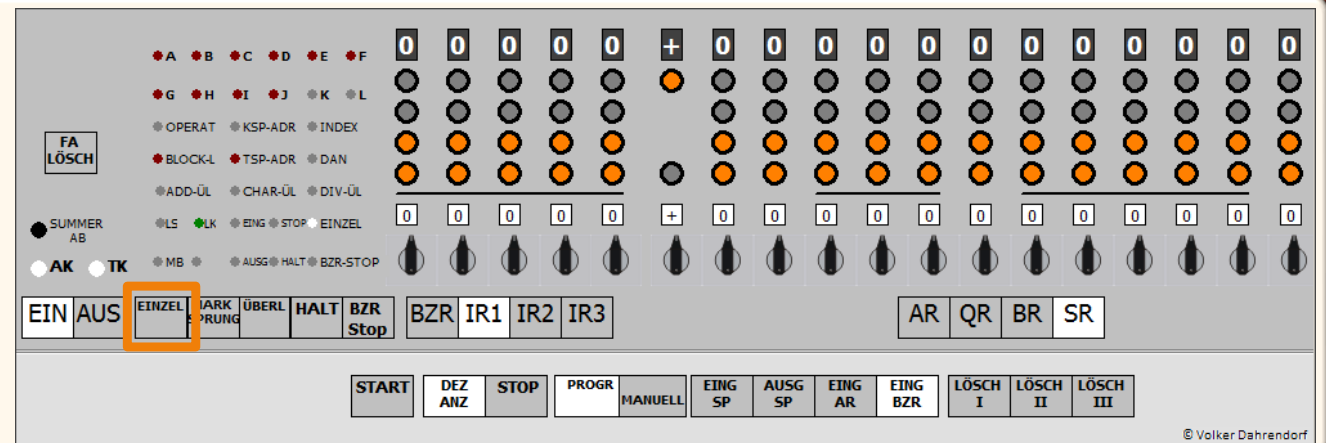 0 0 0 0 0 + 0 0 0 0 0 0 0 0 0 0 0 0
A B C D E F
G H I J K L
OPERAT KSP-ADR INDEX
FA
LÖSCH
BLOCK-L TSP-ADR DAN
ADD-ÜL CHAR-ÜL DIV-ÜL
0 0 0 0 0 + 0 0 0 0 0 0 0 0 0 0 0 0
SUMMER
AB
LS LK EING STOP EINZEL
AK TK
MB AUSG HALT BZR-STOP
EIN AUS
EINZEL
SPRUNG
ÜBERL
HALT
BZR
Stop
BZR IR1 IR2 IR3
AR QR BR SR
START
DEZ
ANZ
STOP
PROGR
MANUELL
EING
SP
AUSG
SP
EING
AR
EING
BZR
LÖSCH
I
LÖSCH
II
LÖSCH
III
© Volker Dahrendorf